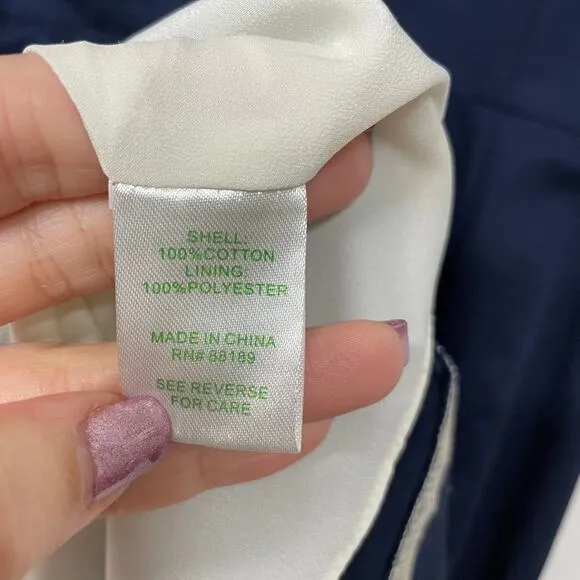 SHELL:
100%COTTON
LINING:
100%POLYESTER
MADE IN CHINA
RN# 88189
SEE REVERSE
FOR CARE